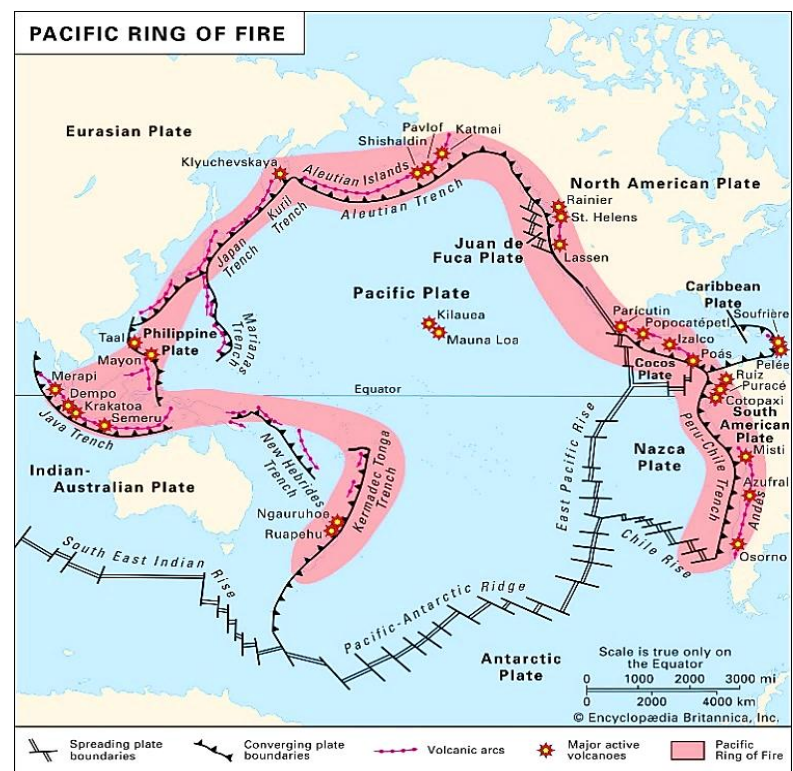 PACIFIC RING OF FIRE
Eurasian Plate
Klyuchevskaya
Shishaldin
Pavlof
Katmai
Aleutian Islands
Aleutian Trench
Kuril
Trench
Japan
Trench
North American Plate
Rainier
St. Helens
Lassen
Juan de
Fuca Plate
Pacific Plate
Kilauea
Mauna Loa
Caribbean
Plate
Soufrière
Pelée
Parícutin
Popocatépetl
Izalco
Poás
Cocos
Plate
Ruiz
Puracé
Cotopaxi
South
American
Plate
Taal
Philippine
Plate
Mayon
Marianas
Trench
Merapi
Dempo
Krakatoa
Semeru
Java Trench
Equator
Indian-
Australian Plate
New Hebrides
Trench
Kermadec Tonga
Trench
Ngauruhoe
Ruapehu
East Pacific Rise
Nazca
Plate
Peru-Chile Trench
Misti
Azufral
Andes
Osorno
Chile Rise
South East Indian Rise
Pacific-Antarctic Ridge
Antarctic
Plate
Scale is true only on
the Equator
0 1000 2000 3000 mi
0 2000 4000 km
© Encyclopædia Britannica, Inc.
Spreading plate
boundaries
Converging plate
boundaries
Volcanic arcs
Major active
volcanoes
Pacific
Ring of Fire